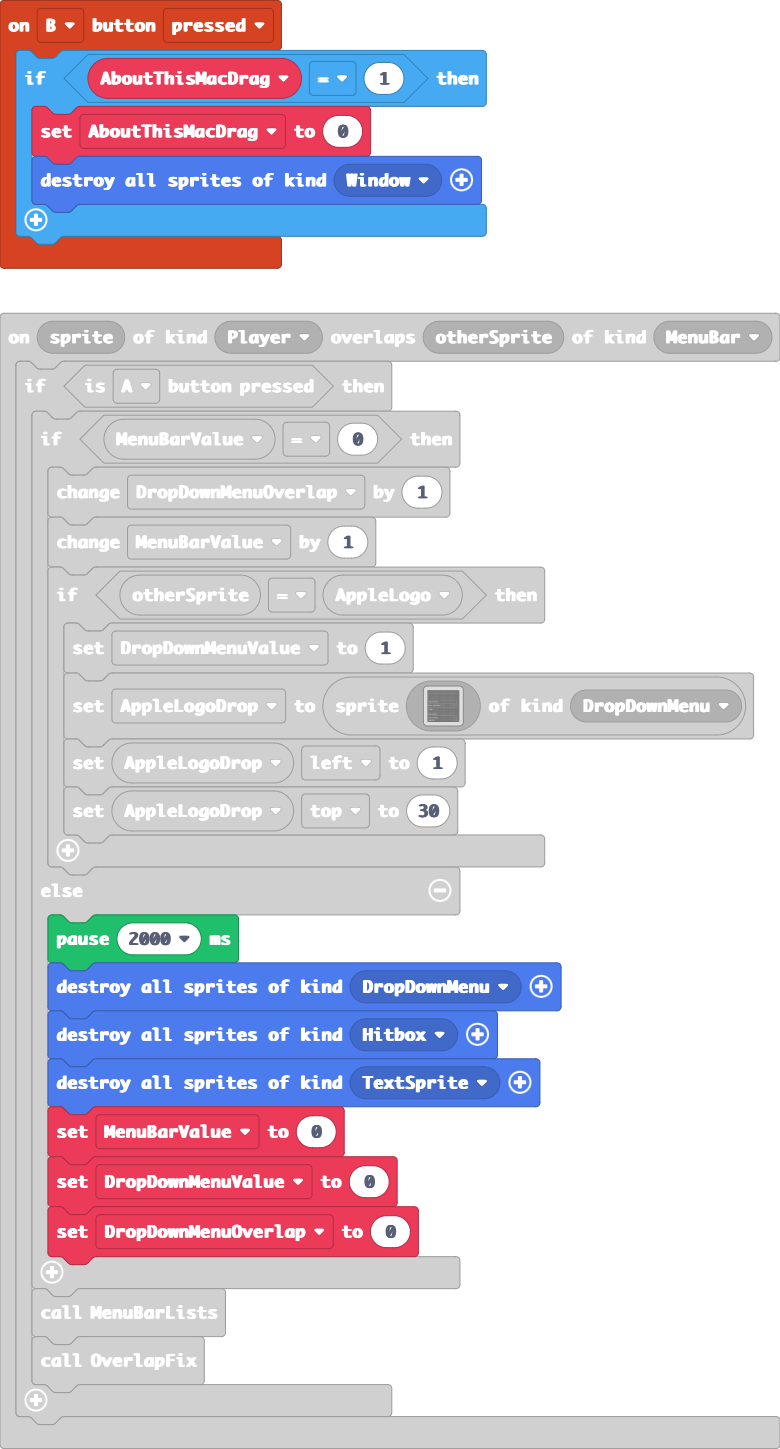 on B button pressed
if AboutThisMacDrag = 1 then
set AboutThisMacDrag to 0
destroy all sprites of kind Window
on sprite of kind Player overlaps otherSprite of kind MenuBar
if is A button pressed then
if MenuBarValue = 0 then
change DropDownMenuOverlap by 1
change MenuBarValue by 1
if otherSprite = AppleLogo then
set DropDownMenuValue to 1
set AppleLogoDrop to sprite of kind DropDownMenu
set AppleLogoDrop left to 1
set AppleLogoDrop top to 30
else
pause 2000 ms
destroy all sprites of kind DropDownMenu
destroy all sprites of kind Hitbox
destroy all sprites of kind TextSprite
set MenuBarValue to 0
set DropDownMenuValue to 0
set DropDownMenuOverlap to 0
call MenuBarLists
call OverlapFix